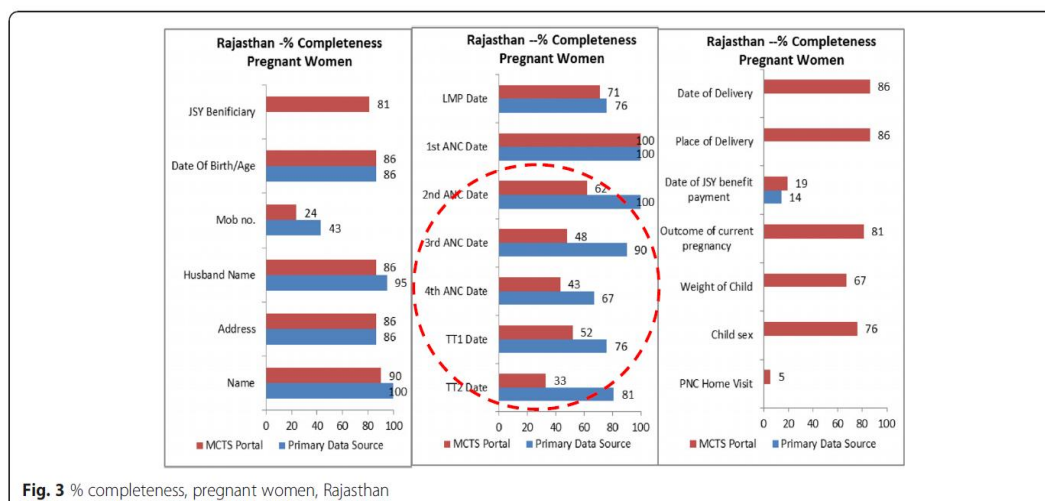 Rajasthan -% Completeness
Pregnant Women
JSY Benificiary
81
Date Of Birth/Age
86
86
Mob no.
24
43
Husband Name
86
95
Address
86
86
Name
90
100
0 20 40 60 80 100
MCTS Portal Primary Data Source
Rajasthan --% Completeness
Pregnant Women
LMP Date
71
76
1st ANC Date
100
100
2nd ANC Date
62
100
3rd ANC Date
48
90
4th ANC Date
43
67
TT1 Date
52
76
TT2 Date
33
81
0 20 40 60 80 100
MCTS Portal Primary Data Source
Rajasthan --% Completeness
Pregnant Women
Date of Delivery
86
Place of Delivery
86
Date of JSY benefit
payment
19
14
Outcome of current
pregnancy
81
Weight of Child
67
Child sex
76
PNC Home Visit
5
0 20 40 60 80 100
MCTS Portal Primary Data Source
Fig. 3 % completeness, pregnant women, Rajasthan